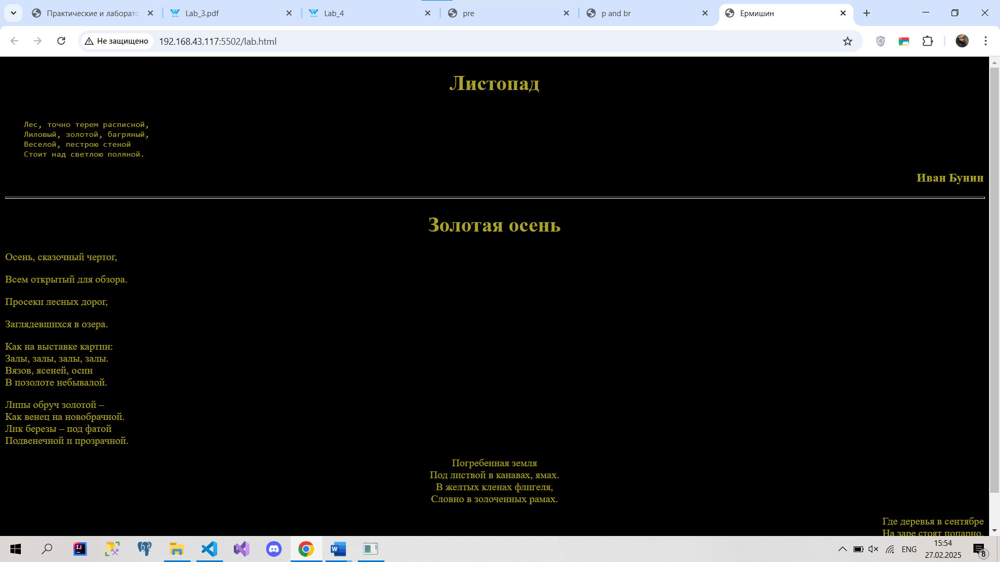 Практические и лаборато
Lab_3.pdf
Lab_4
pre
p and br
Ермишин
Не защищено
192.168.43.117:5502/lab.html
Листопад
Лес, точно терем расписной,
Лиловый, золотой, багряный,
Веселой, пестрою стеной
Стоит над светлою поляной.
Иван Бунин
Золотая осень
Осень, сказочный чертог,
Всем открытый для обзора.
Просеки лесных дорог,
Заглядевшихся в озера.
Как на выставке картин:
Залы, залы, залы, залы.
Вязов, ясеней, осин
В позолоте небывалой.
Липы обруч золотой –
Как венец на новобрачной.
Лик березы – под фатой
Подвенечной и прозрачной.
Погребенная земля
Под листвой в канавах, ямах.
В желтых кленах флигеля,
Словно в золоченных рамах.
Где деревья в сентябре
На заре стоят попарно,
ENG
15:54
27.02.2025
8